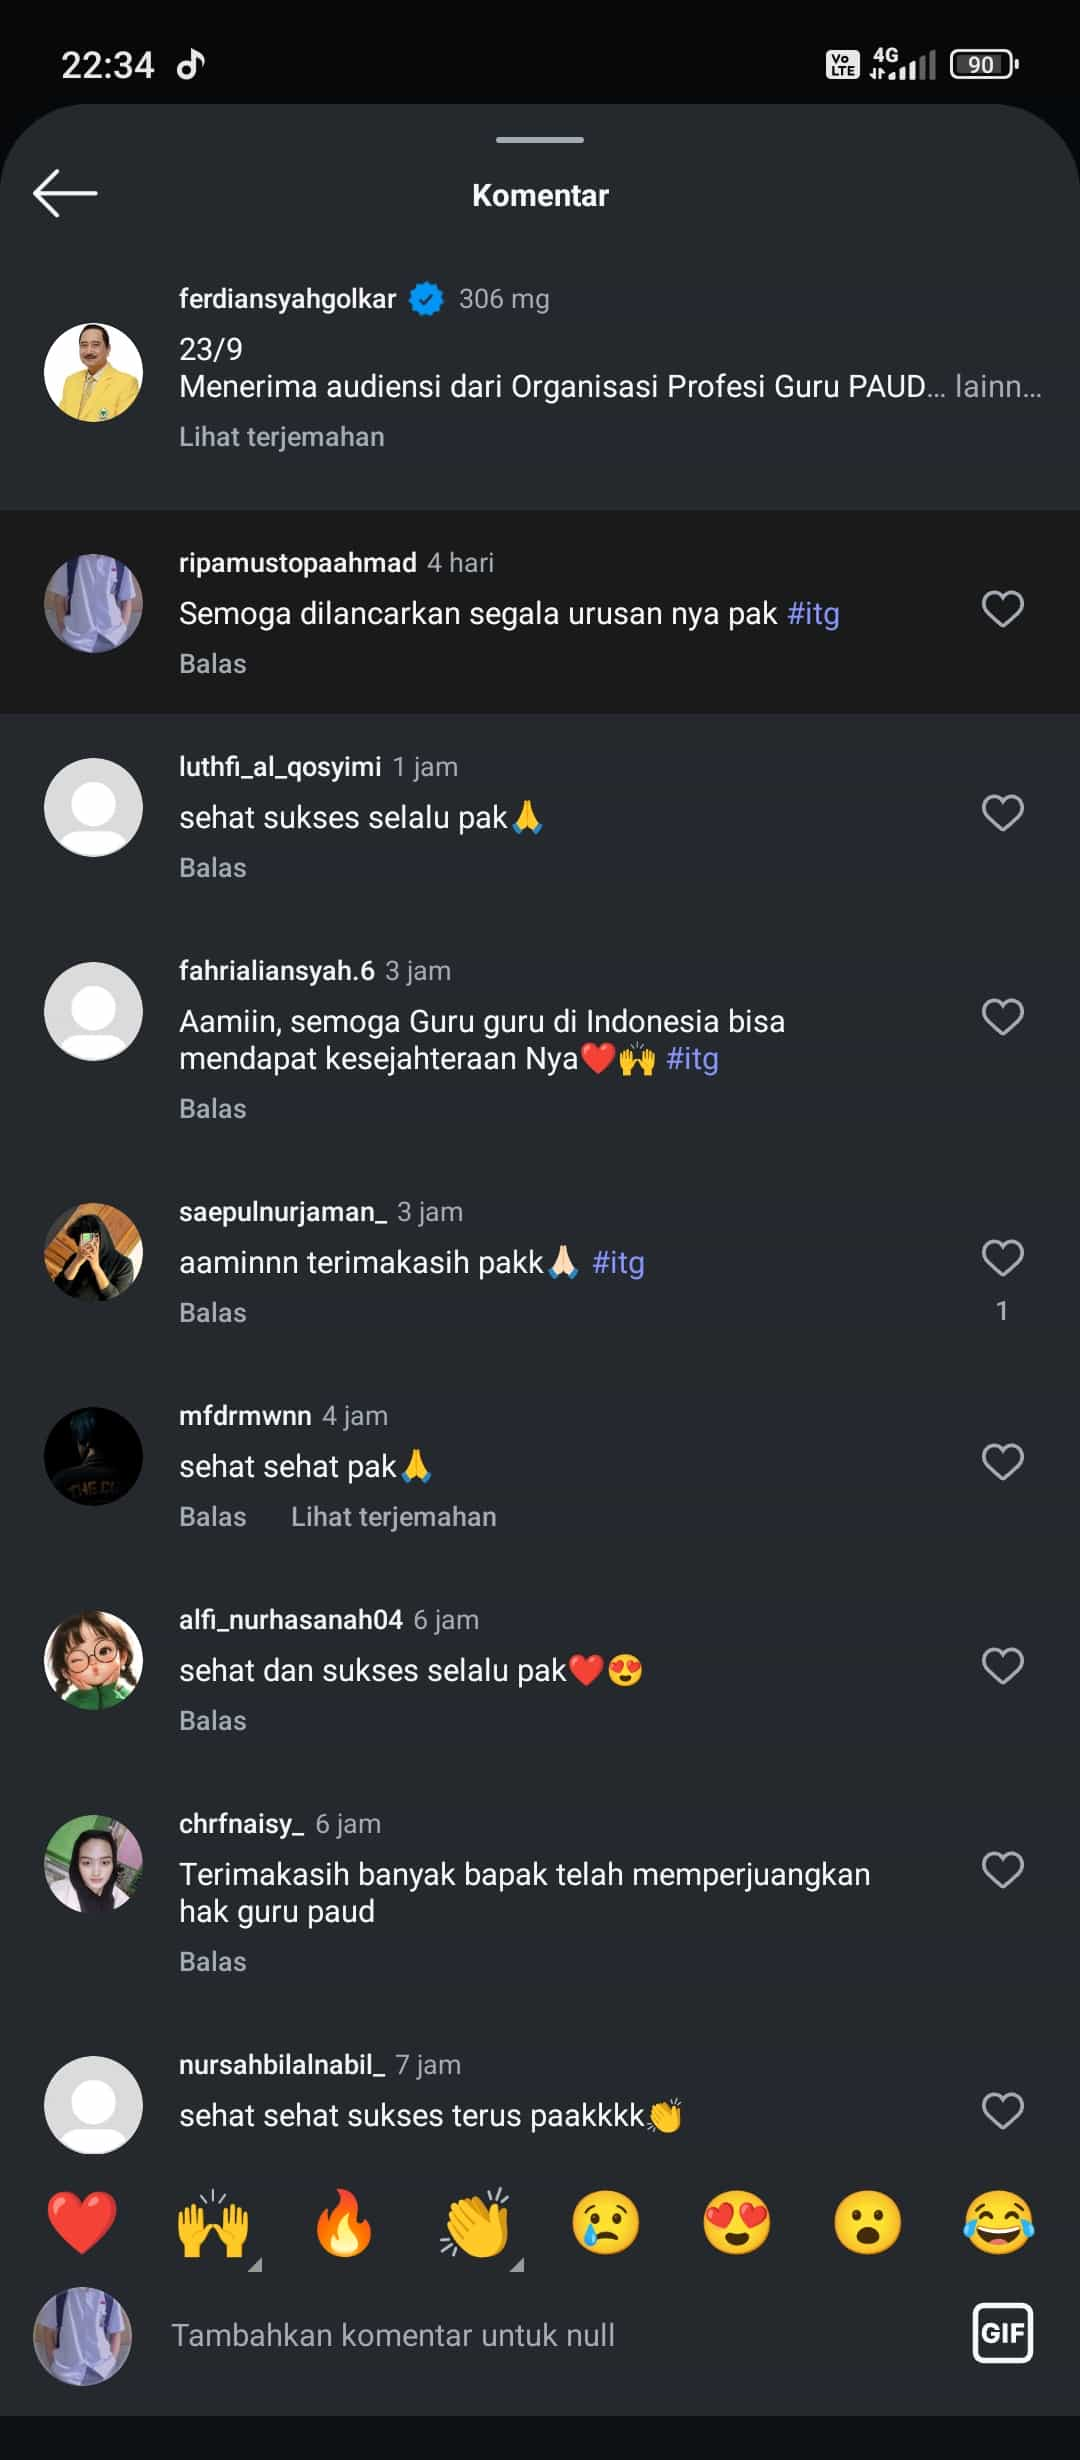 22:34
Vo LTE 4G 90
Komentar
ferdiansyahgolkar 306 mg
23/9
Menerima audiensi dari Organisasi Profesi Guru PAUD... lainn...
Lihat terjemahan
ripamustopaahmad 4 hari
Semoga dilancarkan segala urusan nya pak #itg
Balas
luthfi_al_qosyimi 1 jam
sehat sukses selalu pak🙏
Balas
fahrialiansyah.6 3 jam
Aamiin, semoga Guru guru di Indonesia bisa
mendapat kesejahteraan Nya❤️🙌 #itg
Balas
saepulnurjaman_ 3 jam
aaminnn terimakasih pakk🙏🏻 #itg
Balas
1
mfdrmwnn 4 jam
sehat sehat pak🙏
Balas Lihat terjemahan
alfi_nurhasanah04 6 jam
sehat dan sukses selalu pak❤️😍
Balas
chrfnaisy_ 6 jam
Terimakasih banyak bapak telah memperjuangkan
hak guru paud
Balas
nursahbilalnabil_ 7 jam
sehat sehat sukses terus paakkkk👏
Tambahkan komentar untuk null
GIF